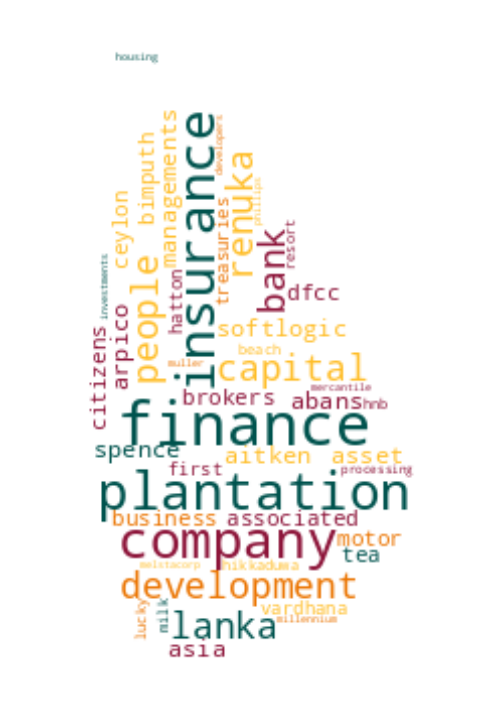 housing
insurance
developers
managements
bimputh
renuka
phillips
ceylon
treasuries
resort
bank
people
investments
hatton
dfcc
arpico
softlogic
citizens
beach
muller
capital
mercantile
brokers
abans
hnb
finance
spence
aitken
asset
first
processing
plantation
business
associated
company
motor
tea
melstacorp
hikkaduwa
development
lucky
milk
vardhana
millennium
lanka
asia